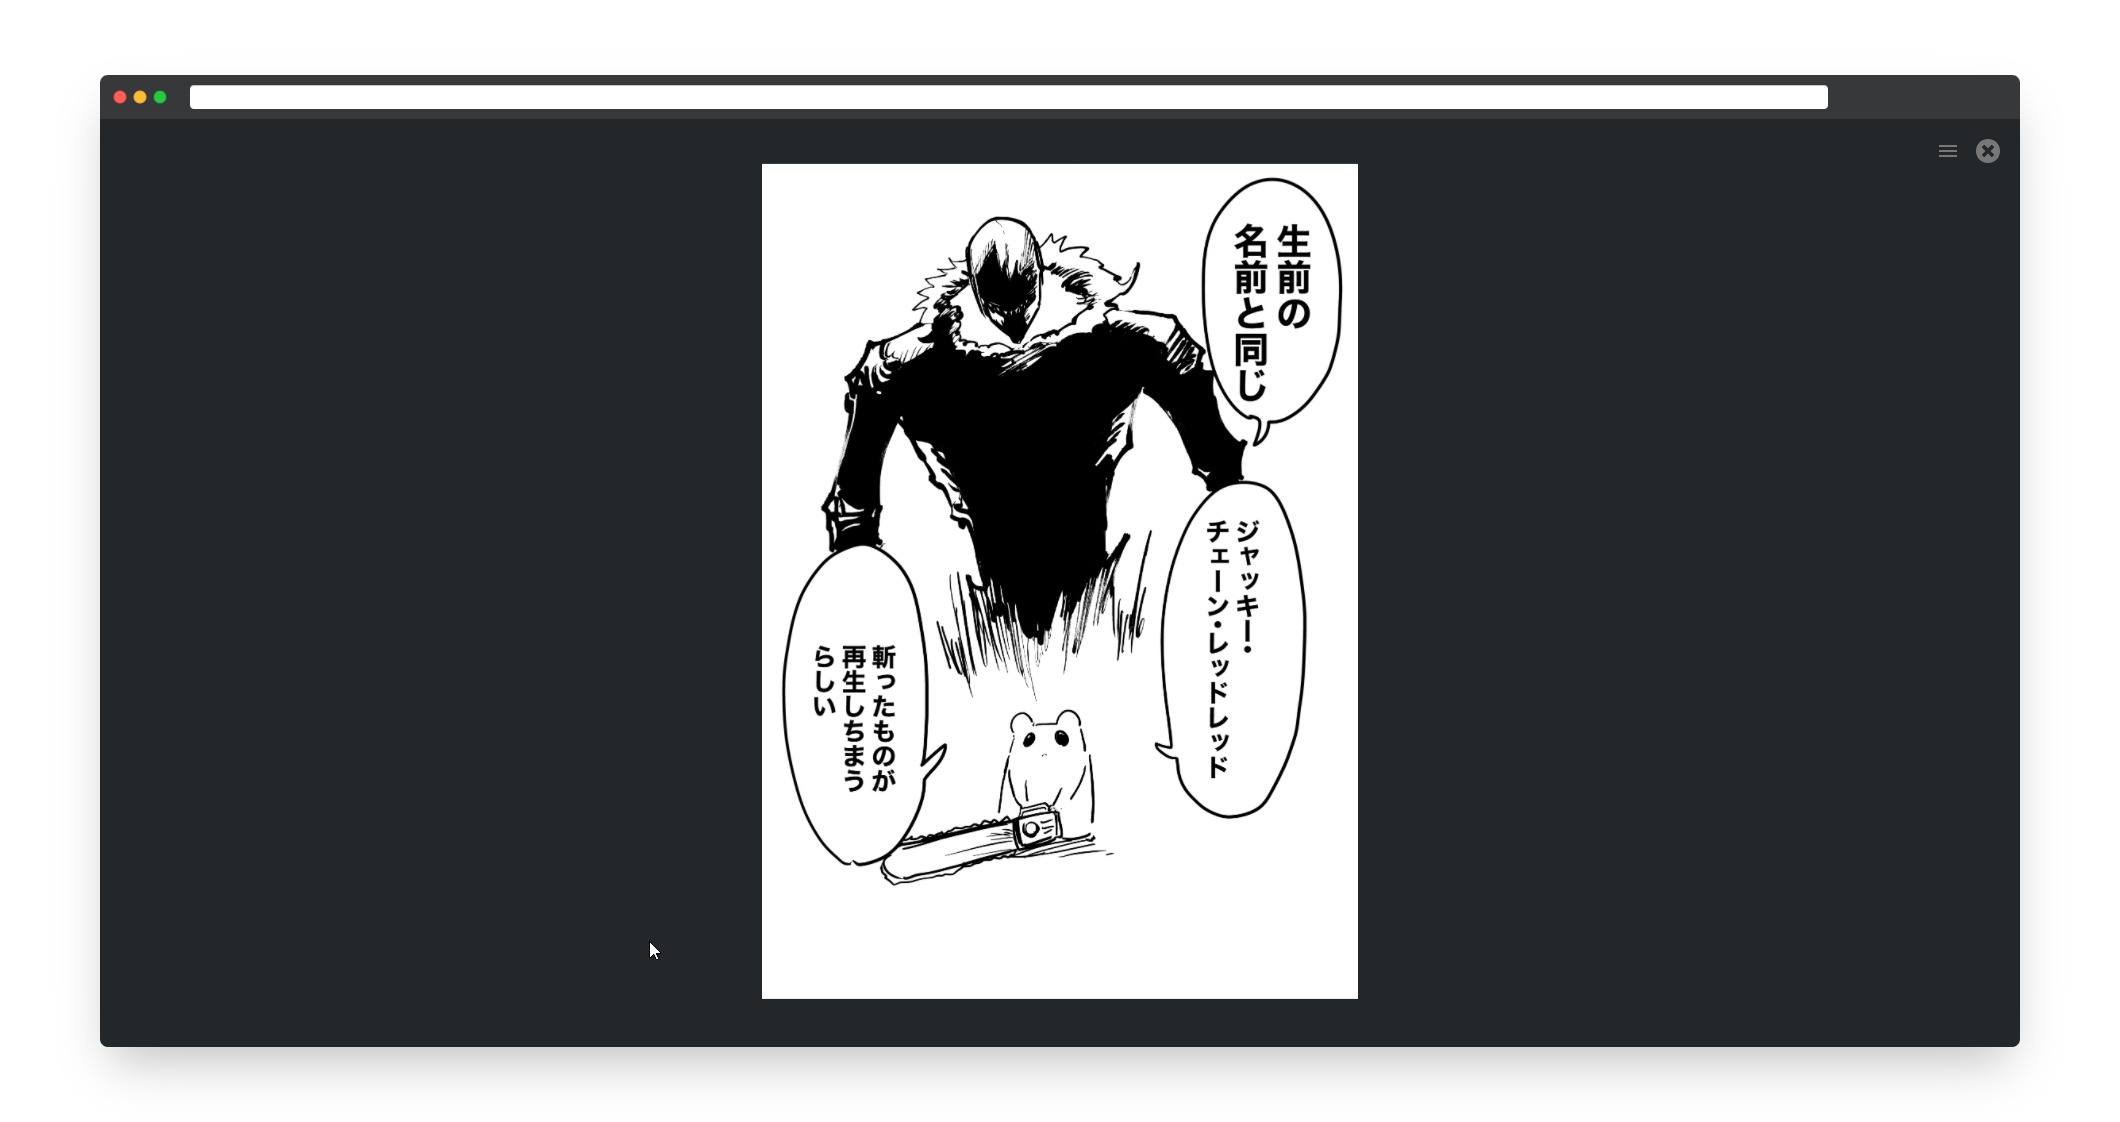 生前の
名前と同じ
ジャッキー・
チェーン・レッドレッド
斬ったものが
再生しちまう
らしい